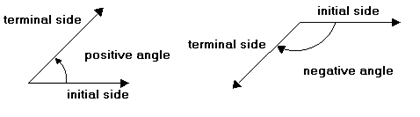 terminal side
positive angle
initial side
initial side
terminal side
negative angle